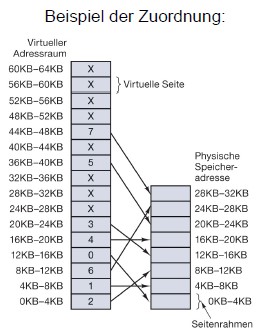 Beispiel der Zuordnung:
Virtueller
Adressraum
60KB–64KB X
56KB–60KB X
Virtuelle Seite
52KB–56KB X
48KB–52KB X
44KB–48KB 7
40KB–44KB X
36KB–40KB 5
32KB–36KB X
28KB–32KB X
24KB–28KB X
20KB–24KB 3
16KB–20KB 4
12KB–16KB 0
8KB–12KB 6
4KB–8KB 1
0KB–4KB 2
Physische
Speicher-
adresse
28KB–32KB
24KB–28KB
20KB–24KB
16KB–20KB
12KB–16KB
8KB–12KB
4KB–8KB
0KB–4KB
Seitenrahmen